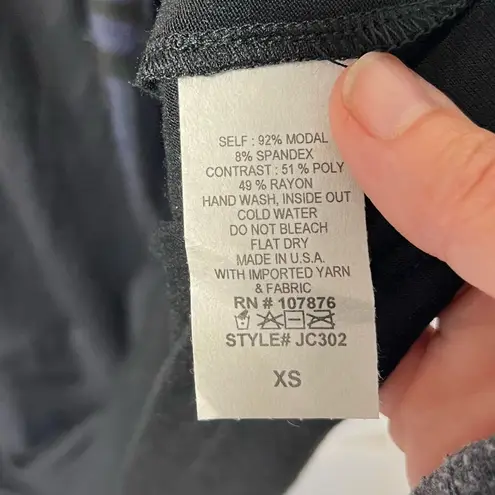 SELF : 92% MODAL
8% SPANDEX
CONTRAST : 51 % POLY
49 % RAYON
HAND WASH, INSIDE OUT
COLD WATER
DO NOT BLEACH
FLAT DRY
MADE IN U.S.A.
WITH IMPORTED YARN
& FABRIC
RN # 107876
STYLE# JC302
XS